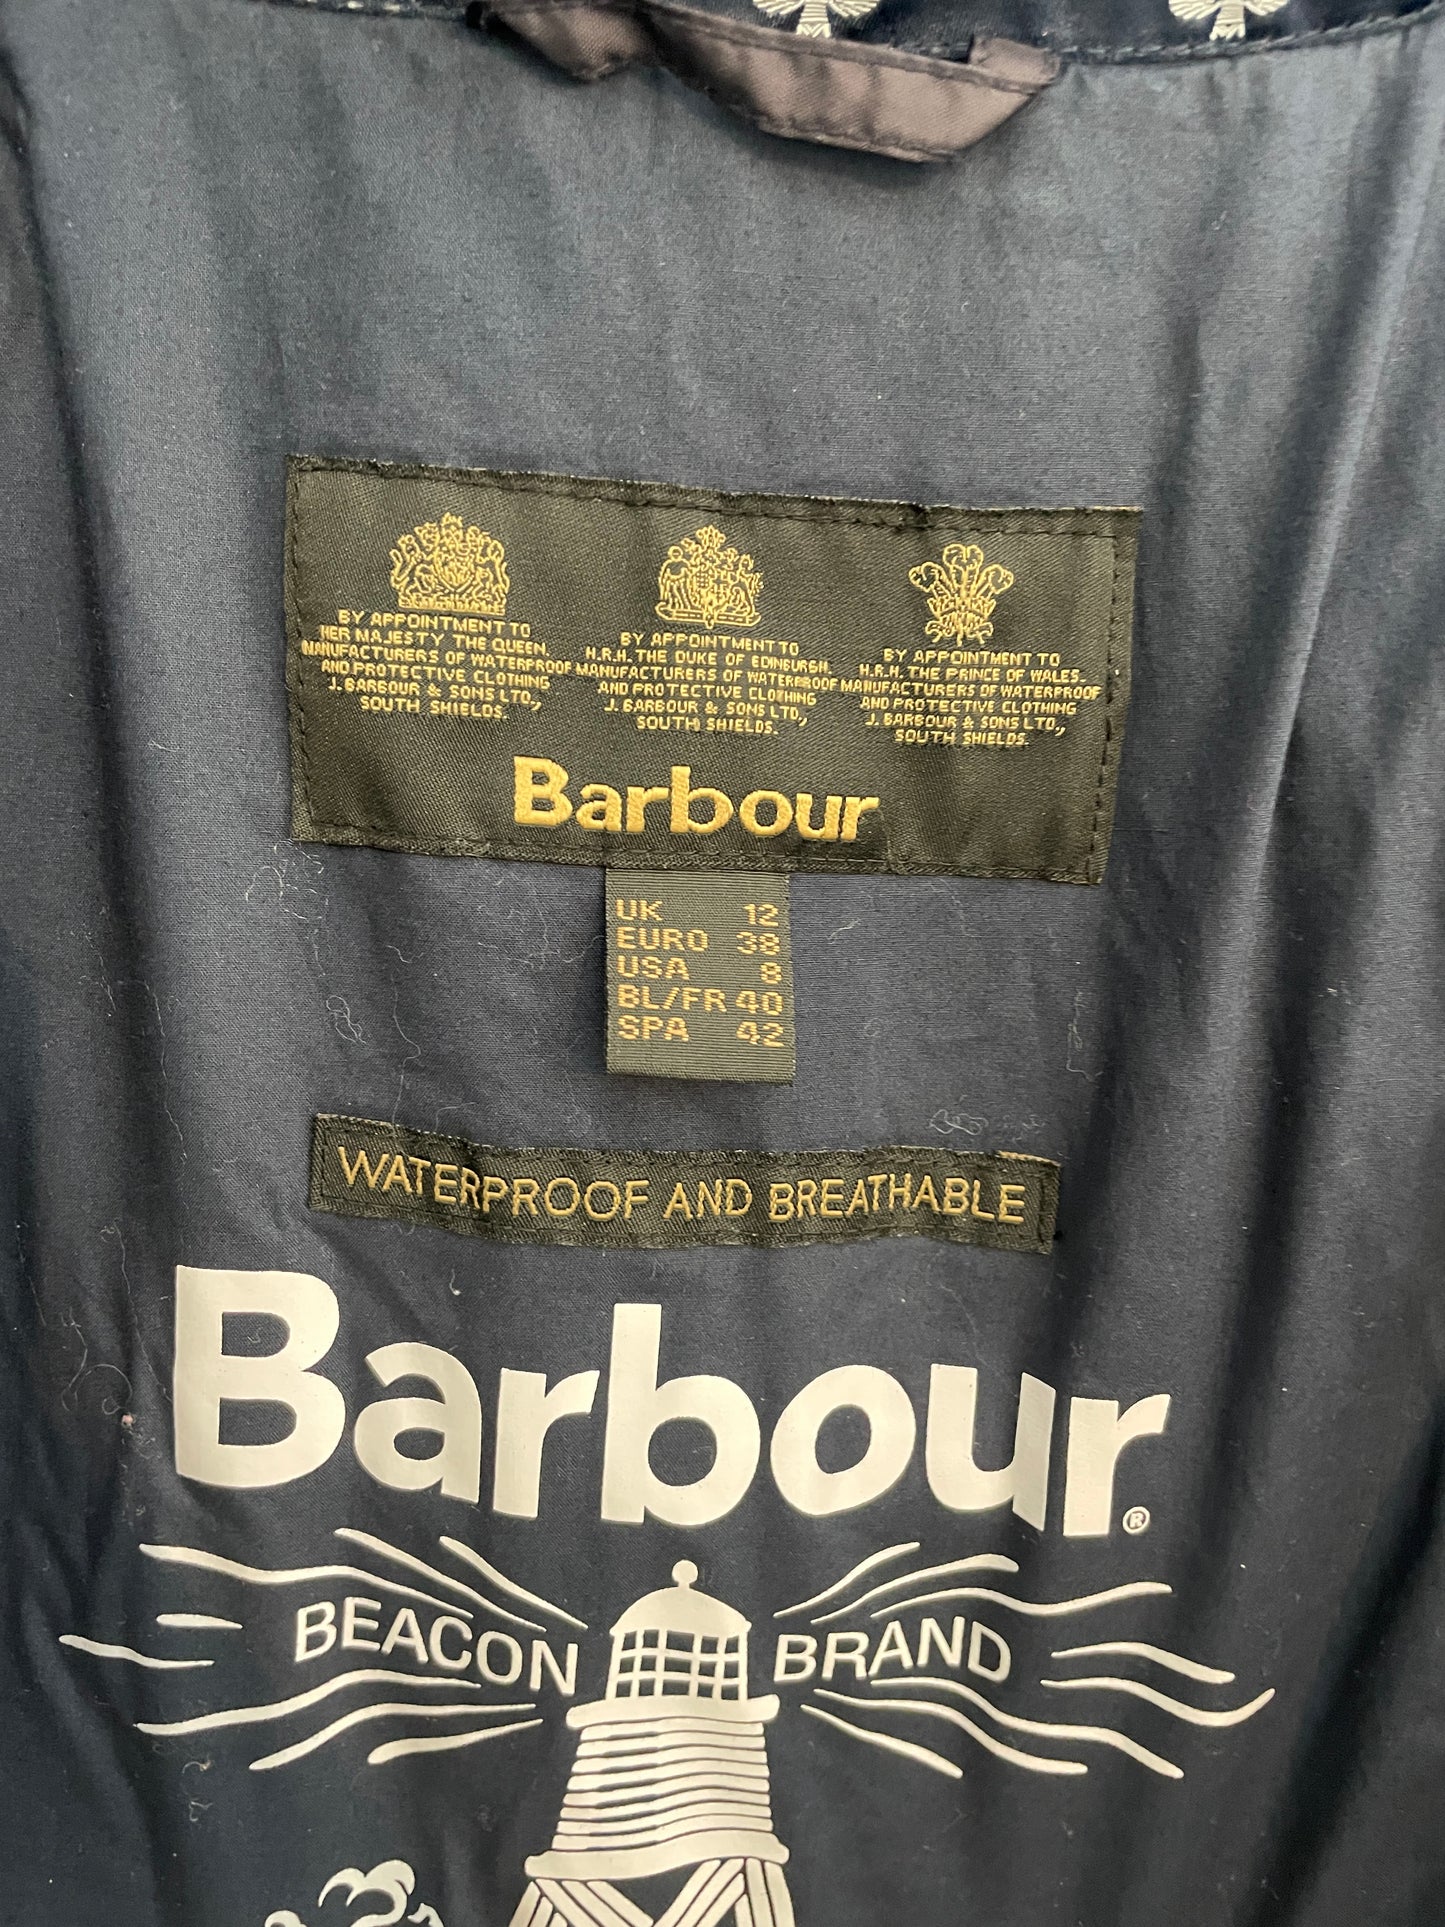 BY APPOINTMENT TO
HER MAJESTY THE QUEEN.
MANUFACTURERS OF WATERPROOF
AND PROTECTIVE CLOTHING
J. BARBOUR & SONS LTD.,
SOUTH SHIELDS.
BY APPOINTMENT TO
H.R.H. THE DUKE OF EDINBURGH.
MANUFACTURERS OF WATERPROOF
AND PROTECTIVE CLOTHING
J. BARBOUR & SONS LTD.,
SOUTH SHIELDS.
BY APPOINTMENT TO
H.R.H. THE PRINCE OF WALES.
MANUFACTURERS OF WATERPROOF
AND PROTECTIVE CLOTHING
J. BARBOUR & SONS LTD.,
SOUTH SHIELDS.
Barbour
UK 12
EURO 38
USA 8
BL/FR 40
SPA 42
WATERPROOF AND BREATHABLE
Barbour®
BEACON BRAND